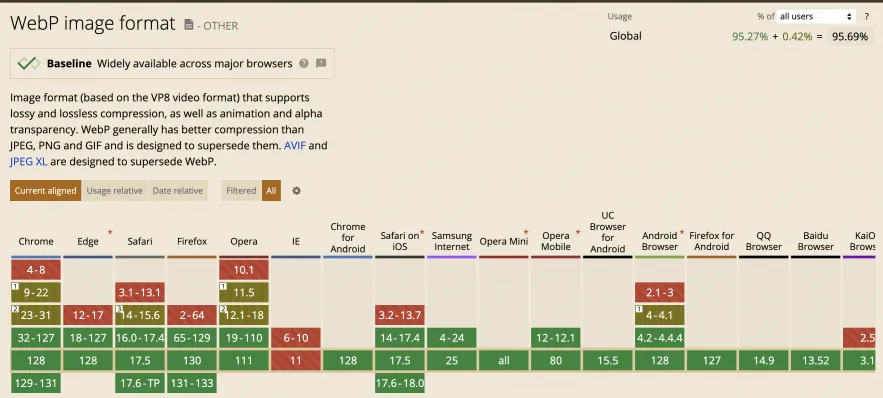 WebP image format - OTHER
Usage % of all users ?
Global 95.27% + 0.42% = 95.69%
Baseline Widely available across major browsers ?
Image format (based on the VP8 video format) that supports
lossy and lossless compression, as well as animation and alpha
transparency. WebP generally has better compression than
JPEG, PNG and GIF and is designed to supersede them. AVIF and
JPEG XL are designed to supersede WebP.
Current aligned Usage relative Date relative Filtered All
Chrome Edge * Safari Firefox Opera IE Chrome for Android Safari on iOS * Samsung Internet Opera Mini * Opera Mobile * UC Browser for Android Android Browser * Firefox for Android QQ Browser Baidu Browser KaiO Brows
4-8 10.1
1 9-22 1 11.5
3.1-13.1 2.1-3
2 23-31 12-17 3 14-15.6 2-64 2 12.1-18 3.2-13.7 1 4-4.1
32-127 18-127 16.0-17.4 65-129 19-110 6-10 14-17.4 4-24 12-12.1 4.2-4.4.4 2.5
128 128 17.5 130 111 11 128 17.5 25 all 80 15.5 128 127 14.9 13.52 3.1
129-131 17.6-TP 131-133 17.6-18.0